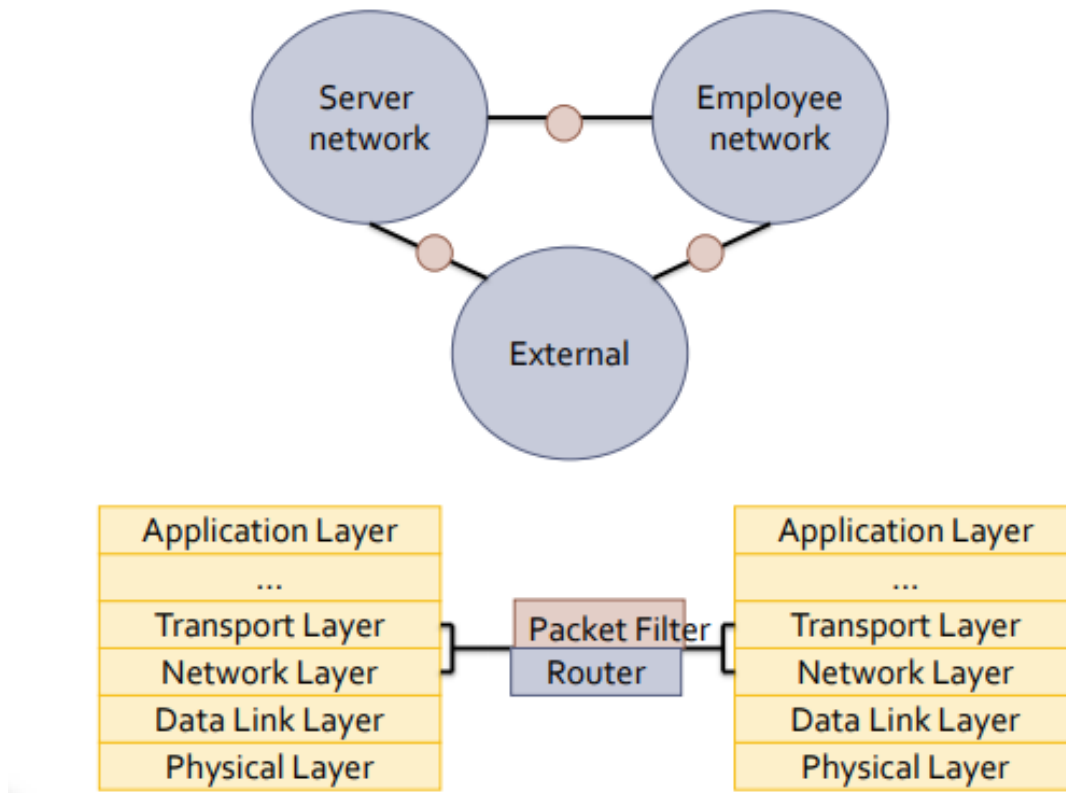 Server
network
Employee
network
External
Application Layer
...
Transport Layer
Network Layer
Data Link Layer
Physical Layer
Packet Filter
Router
Application Layer
...
Transport Layer
Network Layer
Data Link Layer
Physical Layer